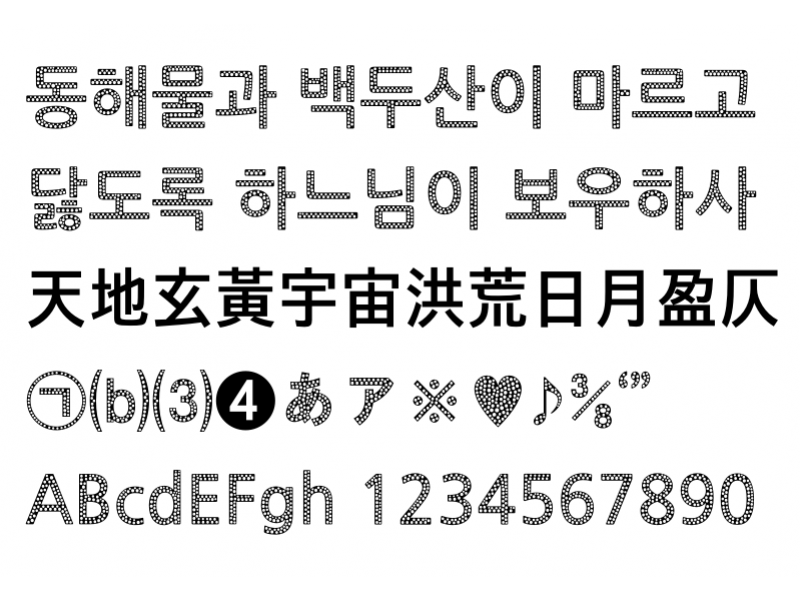 동해물과 백두산이 마르고
닳도록 하느님이 보우하사
天地玄黃宇宙洪荒日月盈仄
㉠⒝⑶❹あア※♥♪⅜“”
ABcdEFgh 1234567890